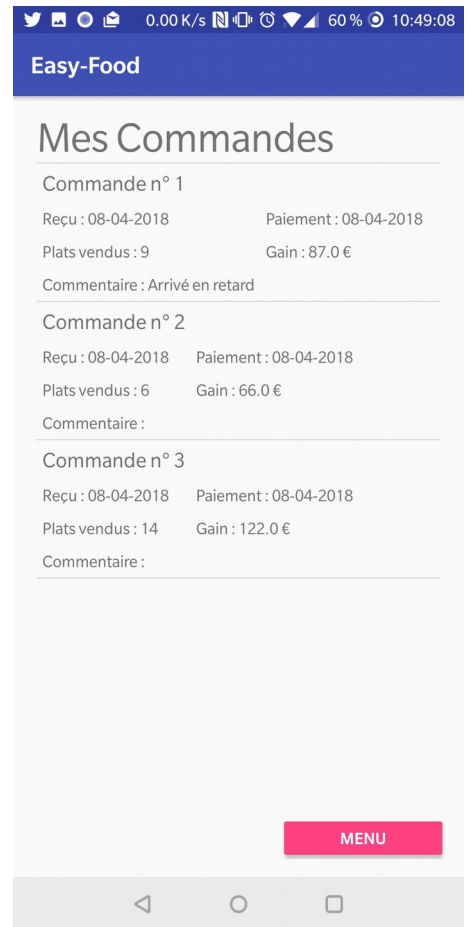 0.00 K/s 60 % 10:49:08
Easy-Food
Mes Commandes
Commande n° 1
Reçu : 08-04-2018 Paiement : 08-04-2018
Plats vendus : 9 Gain : 87.0 €
Commentaire : Arrivé en retard
Commande n° 2
Reçu : 08-04-2018 Paiement : 08-04-2018
Plats vendus : 6 Gain : 66.0 €
Commentaire :
Commande n° 3
Reçu : 08-04-2018 Paiement : 08-04-2018
Plats vendus : 14 Gain : 122.0 €
Commentaire :
MENU